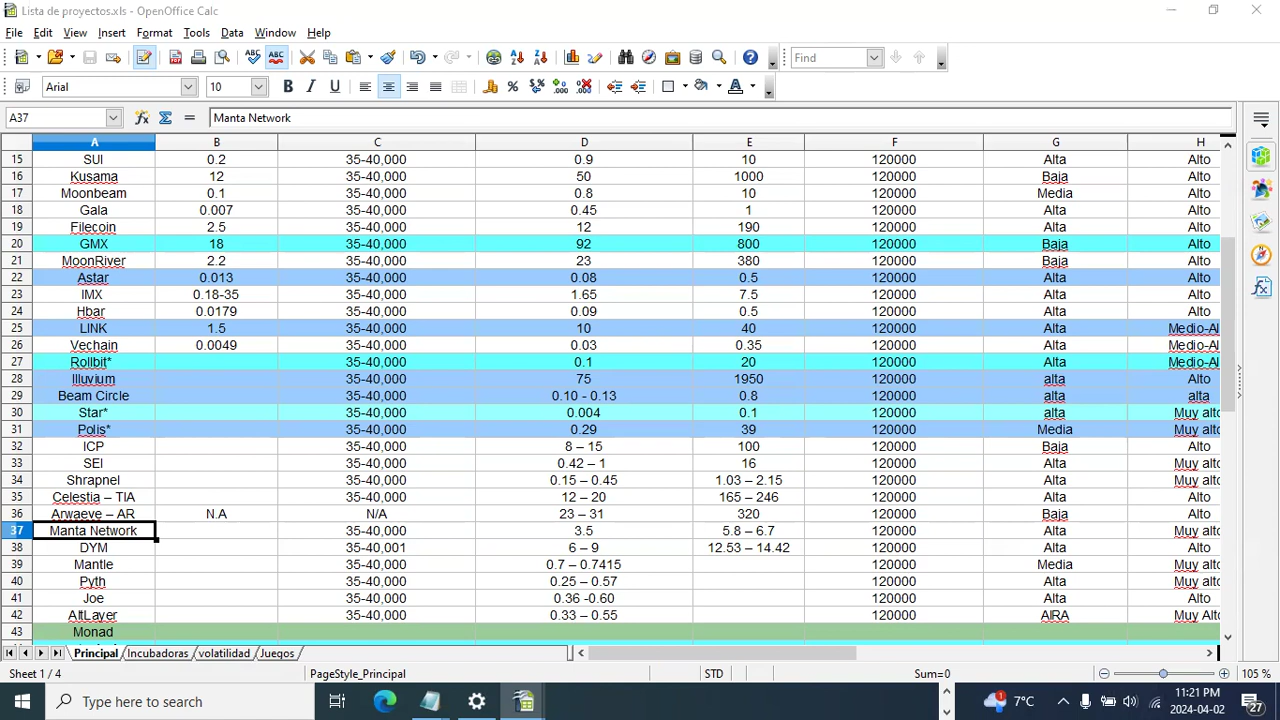 Lista de proyectos.xls - OpenOffice Calc
File Edit View Insert Format Tools Data Window Help
Find
Arial 10
A37 Manta Network
A B C D E F G H
15 SUI 0.2 35-40,000 0.9 10 120000 Alta Alto
16 Kusama 12 35-40,000 50 1000 120000 Baja Alto
17 Moonbeam 0.1 35-40,000 0.8 10 120000 Media Alto
18 Gala 0.007 35-40,000 0.45 1 120000 Alta Alto
19 Filecoin 2.5 35-40,000 12 190 120000 Alta Alto
20 GMX 18 35-40,000 92 800 120000 Baja Alto
21 MoonRiver 2.2 35-40,000 23 380 120000 Baja Alto
22 Astar 0.013 35-40,000 0.08 0.5 120000 Alta Alto
23 IMX 0.18-35 35-40,000 1.65 7.5 120000 Alta Alto
24 Hbar 0.0179 35-40,000 0.09 0.5 120000 Alta Alto
25 LINK 1.5 35-40,000 10 40 120000 Alta Medio-Al
26 Vechain 0.0049 35-40,000 0.03 0.35 120000 Alta Medio-Al
27 Rollbit* 35-40,000 0.1 20 120000 Alta Medio-Al
28 Illuvium 35-40,000 75 1950 120000 alta Alto
29 Beam Circle 35-40,000 0.10 - 0.13 0.8 120000 alta alta
30 Star* 35-40,000 0.004 0.1 120000 alta Muy alto
31 Polis* 35-40,000 0.29 39 120000 Media Muy alto
32 ICP 35-40,000 8 – 15 100 120000 Baja Alto
33 SEI 35-40,000 0.42 – 1 16 120000 Alta Muy alto
34 Shrapnel 35-40,000 0.15 – 0.45 1.03 – 2.15 120000 Alta Muy alto
35 Celestia – TIA 35-40,000 12 – 20 165 – 246 120000 Alta Alto
36 Arwaeve – AR N.A N/A 23 – 31 320 120000 Baja Alto
37 Manta Network 35-40,000 3.5 5.8 – 6.7 120000 Alta Muy alto
38 DYM 35-40,001 6 – 9 12.53 – 14.42 120000 Alta Alto
39 Mantle 35-40,000 0.7 – 0.7415 120000 Media Muy alto
40 Pyth 35-40,000 0.25 – 0.57 120000 Alta Muy alto
41 Joe 35-40,000 0.36 -0.60 120000 Alta Alto
42 AltLayer 35-40,000 0.33 – 0.55 120000 AIRA Muy Alto
43 Monad
Principal Incubadoras volatilidad Juegos
Sheet 1 / 4 PageStyle_Principal STD Sum=0 105 %
Type here to search 1 7°C 11:21 PM
2024-04-02 27